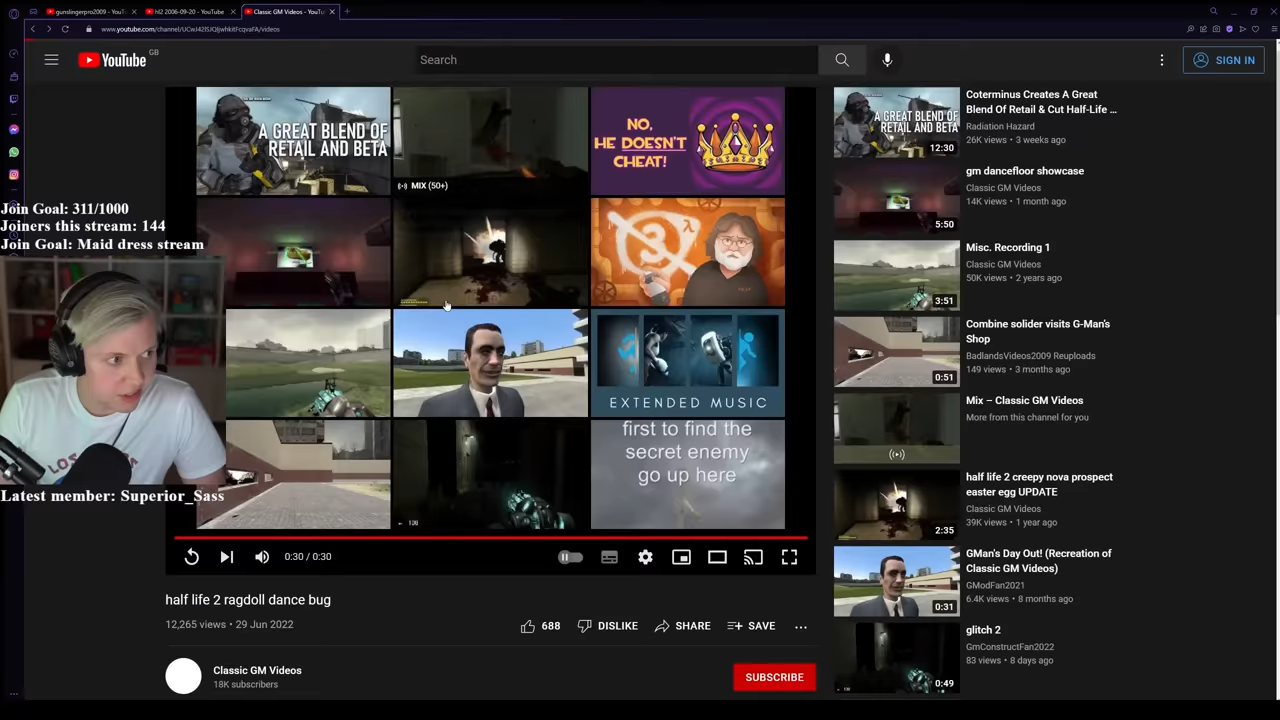 gunslingerpro2009 - YouTu
hl2 2006-09-20 - YouTube
Classic GM Videos - YouTu
www.youtube.com/channel/UCwJ42lSJQljwhkitFcqvaFA/videos
YouTube
GB
Search
SIGN IN
A GREAT BLEND OF
RETAIL AND BETA
MIX (50+)
NO,
HE DOESN'T
CHEAT!
EXTENDED MUSIC
first to find the
secret enemy
go up here
Join Goal: 311/1000
Joiners this stream: 144
Join Goal: Maid dress stream
Latest member: Superior_Sass
0:30 / 0:30
half life 2 ragdoll dance bug
12,265 views • 29 Jun 2022
688
DISLIKE
SHARE
SAVE
Classic GM Videos
18K subscribers
SUBSCRIBE
A GREAT BLEND OF
RETAIL AND BETA
12:30
Coterminus Creates A Great
Blend Of Retail & Cut Half-Life ...
Radiation Hazard
26K views • 3 weeks ago
5:50
gm dancefloor showcase
Classic GM Videos
14K views • 1 month ago
3:51
Misc. Recording 1
Classic GM Videos
50K views • 2 years ago
0:51
Combine solider visits G-Man's
Shop
BadlandsVideos2009 Reuploads
149 views • 3 months ago
Mix – Classic GM Videos
More from this channel for you
2:35
half life 2 creepy nova prospect
easter egg UPDATE
Classic GM Videos
39K views • 1 year ago
0:31
GMan's Day Out! (Recreation of
Classic GM Videos)
GModFan2021
6.4K views • 8 months ago
0:49
glitch 2
GmConstructFan2022
83 views • 8 days ago